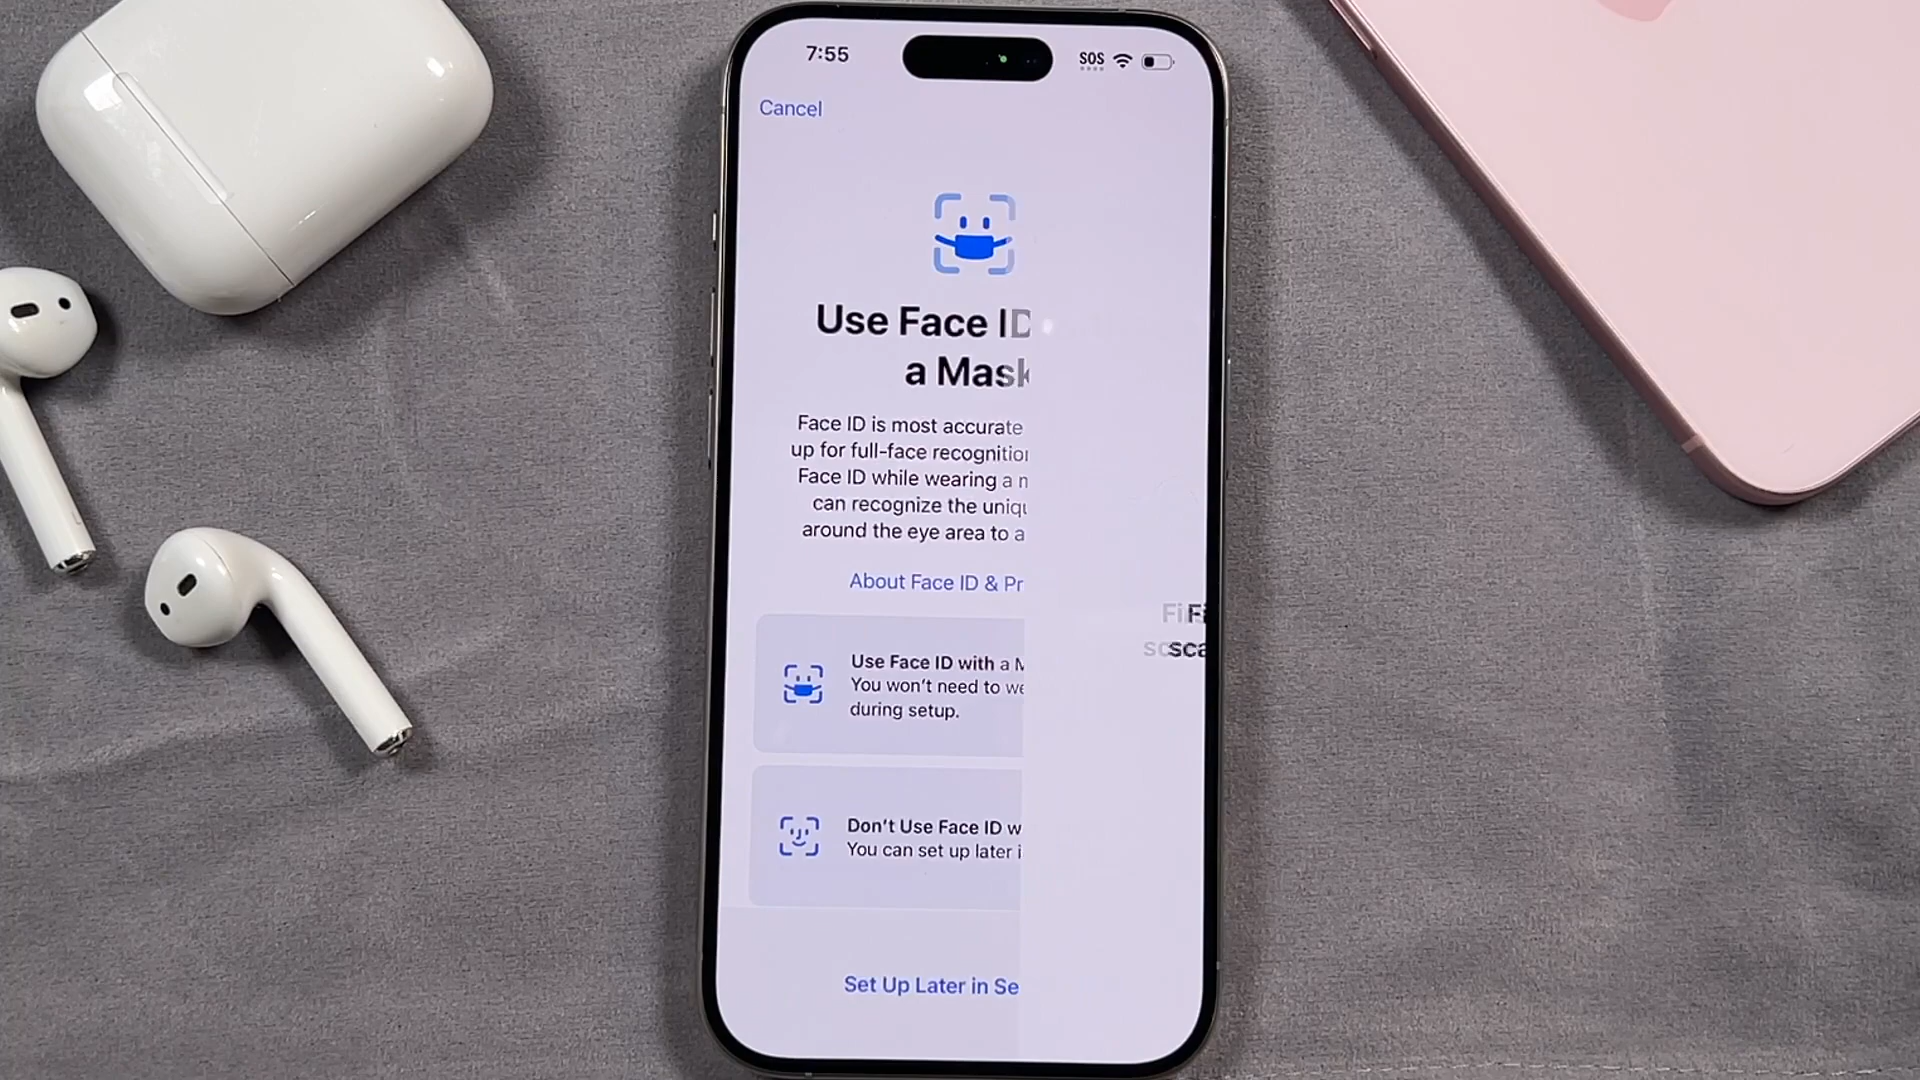 7:55
SOS
Cancel
Use Face ID
a Mask
Face ID is most accurate
up for full-face recognition
Face ID while wearing a m
can recognize the uniqu
around the eye area to a
About Face ID & Pr
Use Face ID with a M
You won't need to we
during setup.
Don't Use Face ID w
You can set up later i
Set Up Later in Se
Fi
sca